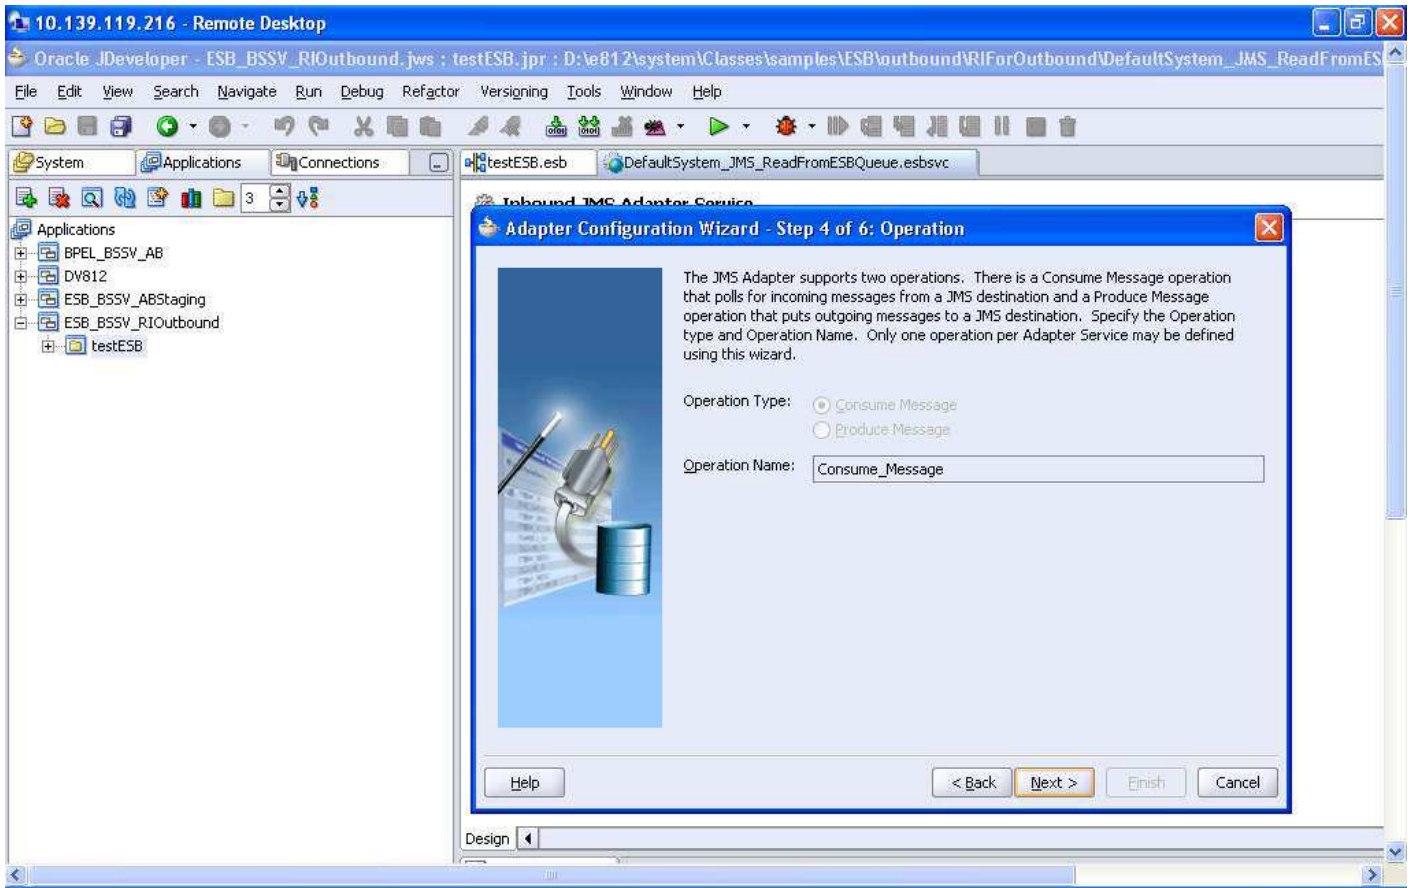 10.139.119.216 - Remote Desktop
Oracle JDeveloper - ESB_BSSV_RIOutbound.jws : testESB.jpr : D:\e812\system\Classes\samples\ESB\outbound\RIForOutbound\DefaultSystem_JMS_ReadFromES
File Edit View Search Navigate Run Debug Refactor Versioning Tools Window Help
System Applications Connections testESB.esb DefaultSystem_JMS_ReadFromESBQueue.esbsvc
3
Inbound JMS Adapter Service
Applications
BPEL_BSSV_AB
DV812
ESB_BSSV_ABStaging
ESB_BSSV_RIOutbound
testESB
Adapter Configuration Wizard - Step 4 of 6: Operation
The JMS Adapter supports two operations. There is a Consume Message operation
that polls for incoming messages from a JMS destination and a Produce Message
operation that puts outgoing messages to a JMS destination. Specify the Operation
type and Operation Name. Only one operation per Adapter Service may be defined
using this wizard.
Operation Type: Consume Message
Produce Message
Operation Name: Consume_Message
Help < Back Next > Finish Cancel
Design